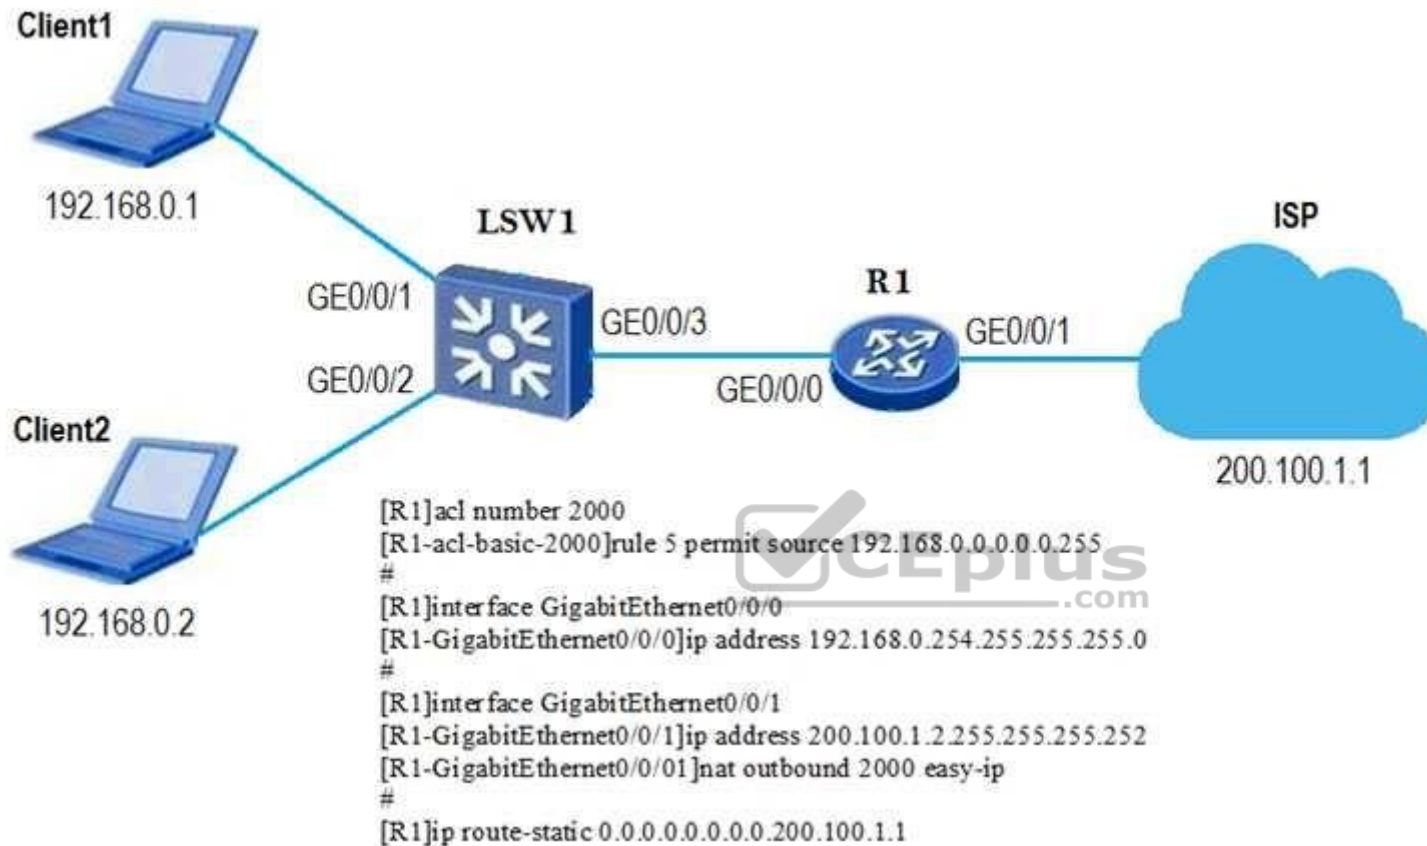 Client1
192.168.0.1
LSW1
GE0/0/1
GE0/0/3
GE0/0/2
R1
GE0/0/1
GE0/0/0
ISP
200.100.1.1
Client2
192.168.0.2
[R1]acl number 2000
[R1-acl-basic-2000]rule 5 permit source 192.168.0.0.0.0.0.255
#
[R1]interface GigabitEthernet0/0/0
[R1-GigabitEthernet0/0/0]ip address 192.168.0.254.255.255.255.0
#
[R1]interface GigabitEthernet0/0/1
[R1-GigabitEthernet0/0/1]ip address 200.100.1.2.255.255.255.252
[R1-GigabitEthernet0/0/01]nat outbound 2000 easy-ip
#
[R1]ip route-static 0.0.0.0.0.0.0.0.200.100.1.1
CEplus
.com